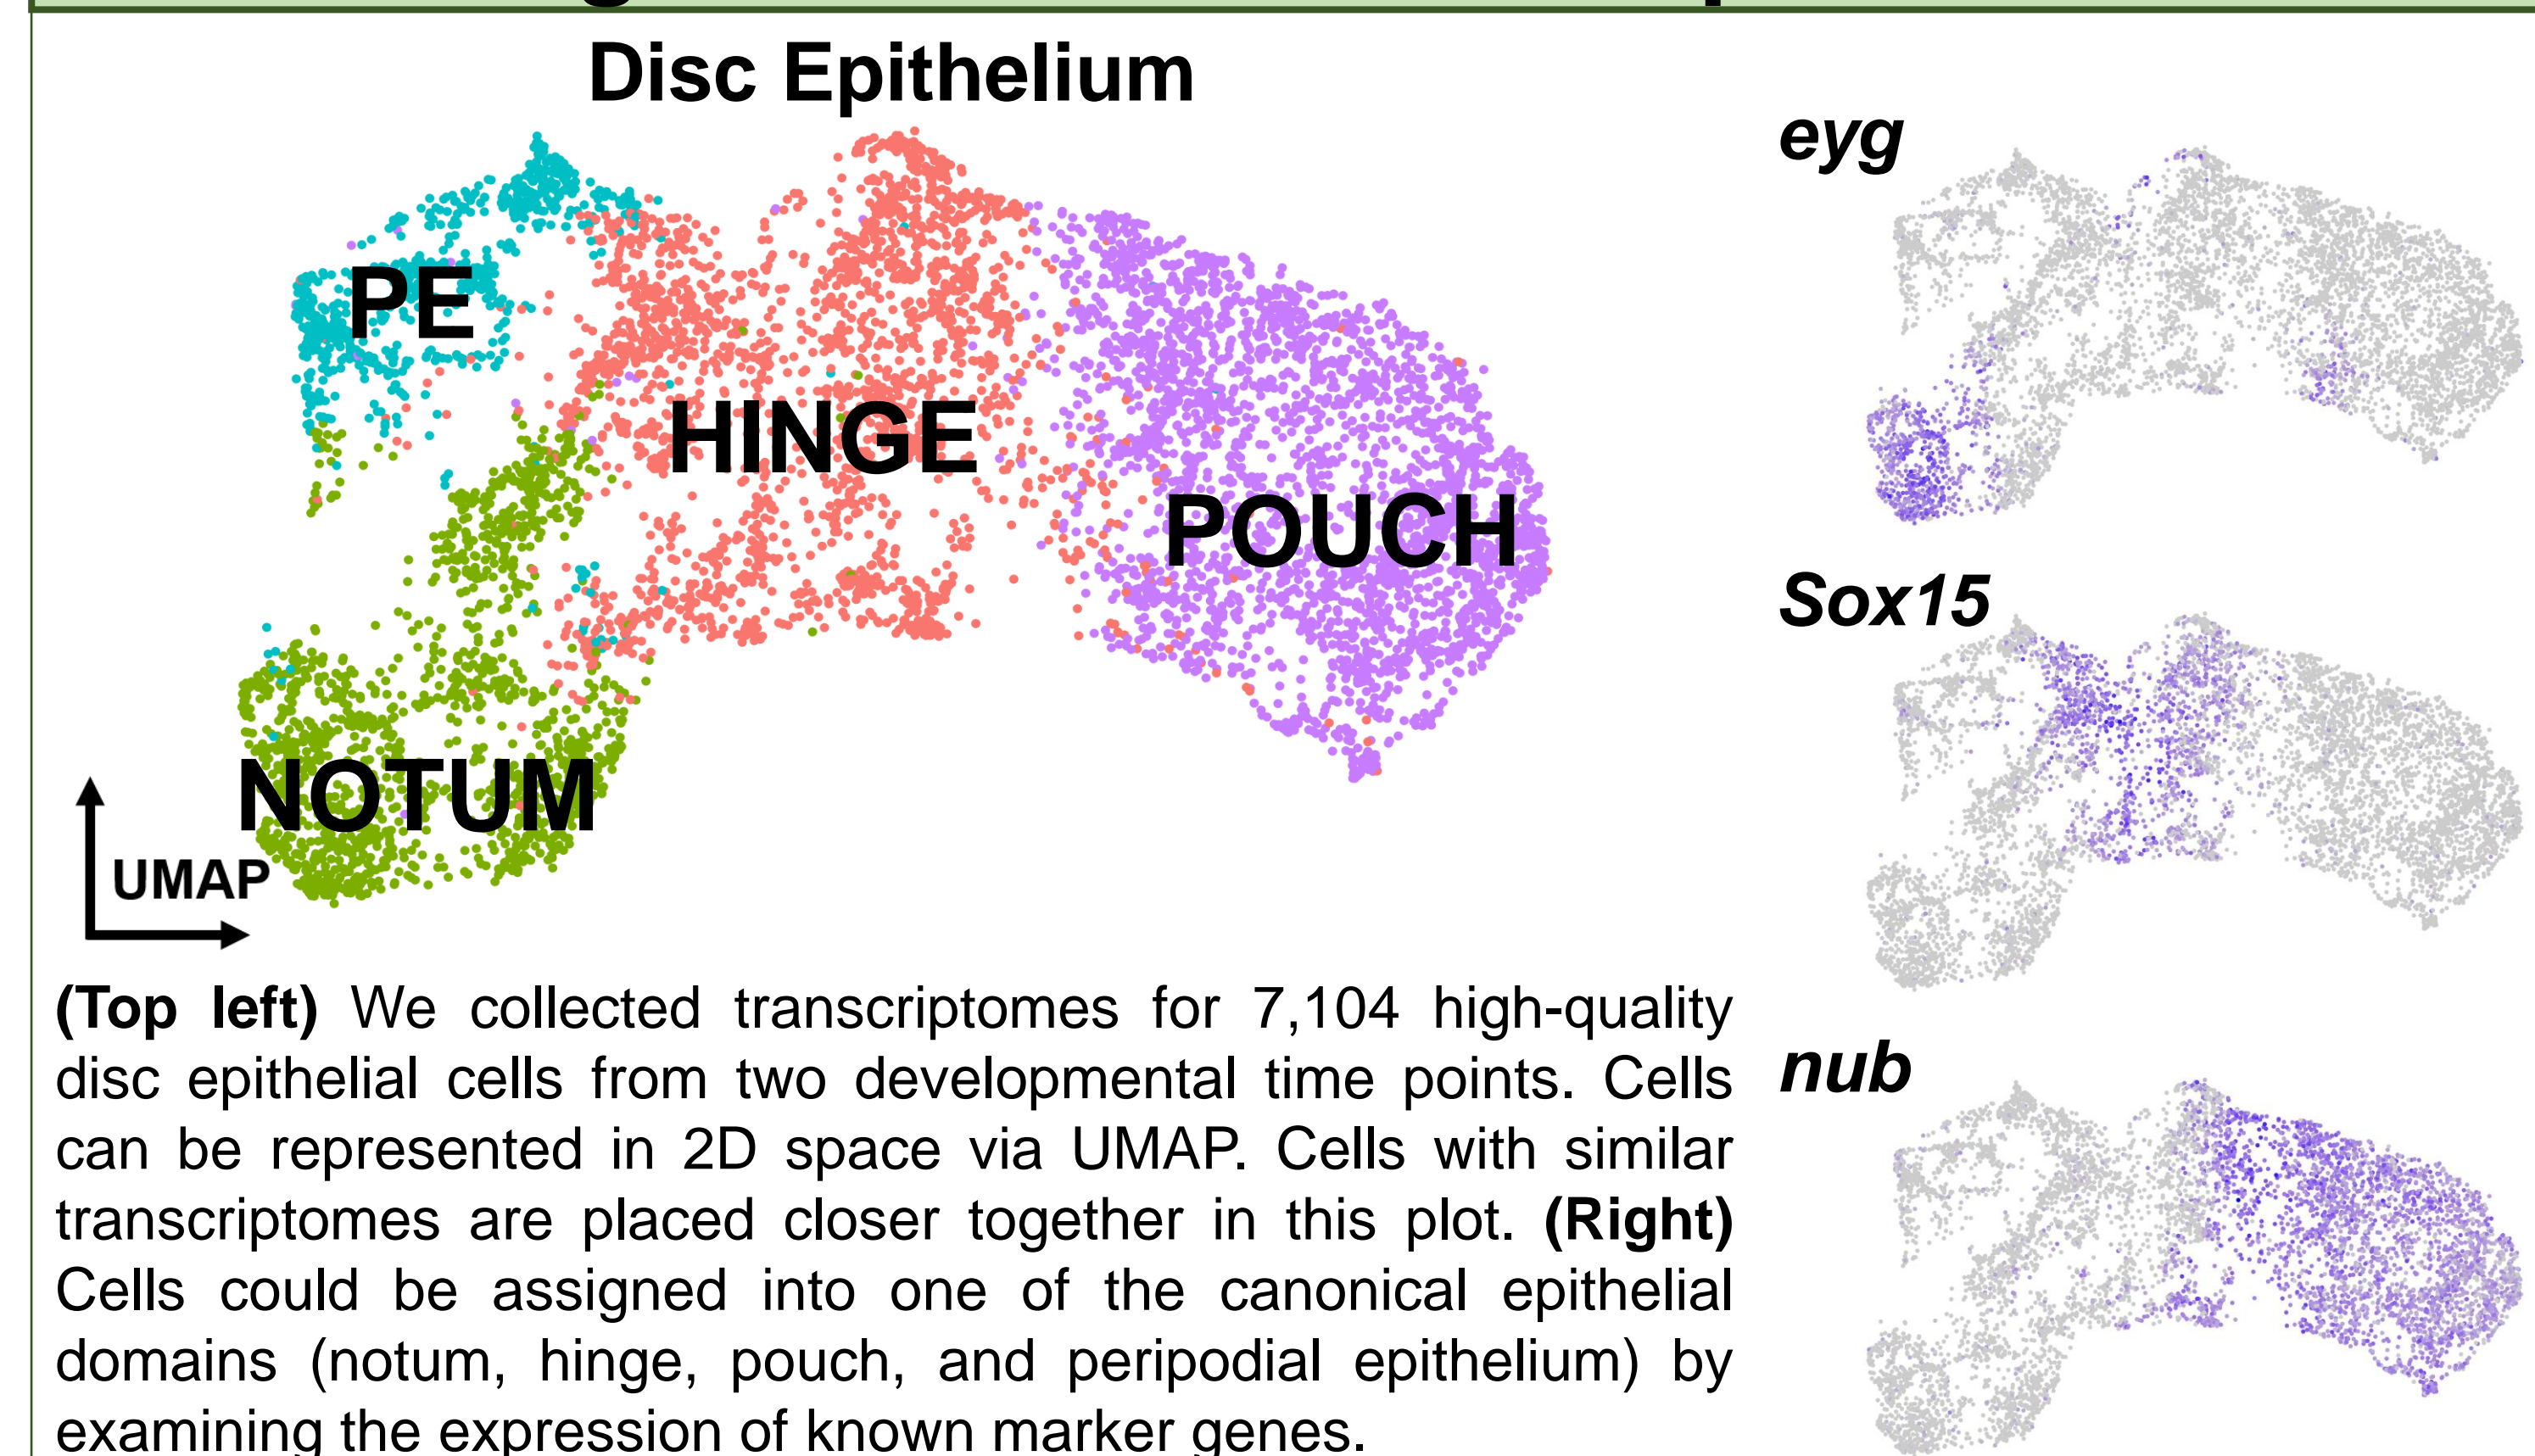 Disc Epithelium
PE
HINGE
POUCH
NOTUM
UMAP
eyg
Sox15
nub
(Top left) We collected transcriptomes for 7,104 high-quality
disc epithelial cells from two developmental time points. Cells
can be represented in 2D space via UMAP. Cells with similar
transcriptomes are placed closer together in this plot. (Right)
Cells could be assigned into one of the canonical epithelial
domains (notum, hinge, pouch, and peripodial epithelium) by
examining the expression of known marker genes.